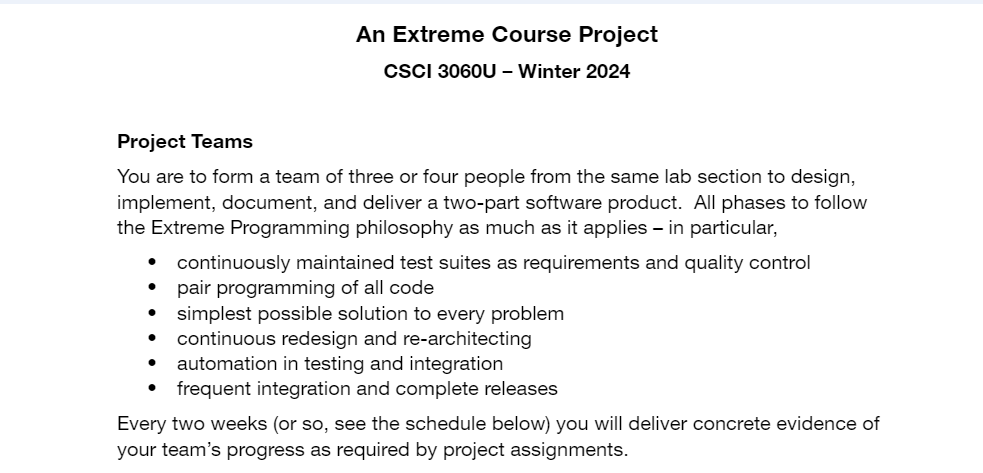 An Extreme Course Project
CSCI 3060U – Winter 2024
Project Teams
You are to form a team of three or four people from the same lab section to design,
implement, document, and deliver a two-part software product.  All phases to follow
the Extreme Programming philosophy as much as it applies – in particular,
• continuously maintained test suites as requirements and quality control
• pair programming of all code
• simplest possible solution to every problem
• continuous redesign and re-architecting
• automation in testing and integration
• frequent integration and complete releases
Every two weeks (or so, see the schedule below) you will deliver concrete evidence of
your team’s progress as required by project assignments.